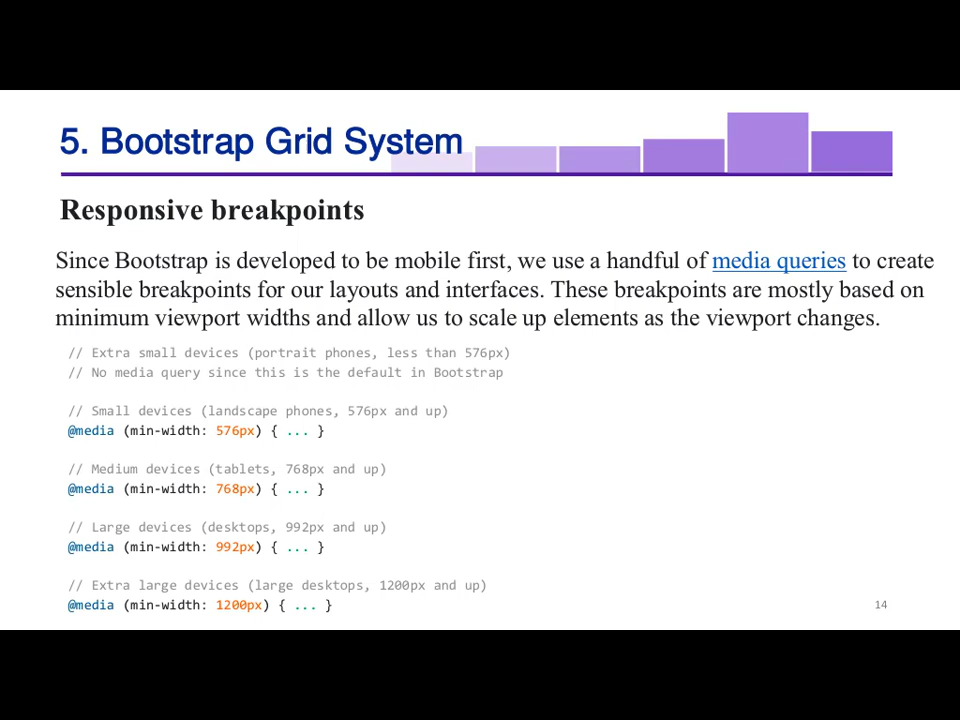 5. Bootstrap Grid System
Responsive breakpoints
Since Bootstrap is developed to be mobile first, we use a handful of media queries to create
sensible breakpoints for our layouts and interfaces. These breakpoints are mostly based on
minimum viewport widths and allow us to scale up elements as the viewport changes.
// Extra small devices (portrait phones, less than 576px)
// No media query since this is the default in Bootstrap
// Small devices (landscape phones, 576px and up)
@media (min-width: 576px) { ... }
// Medium devices (tablets, 768px and up)
@media (min-width: 768px) { ... }
// Large devices (desktops, 992px and up)
@media (min-width: 992px) { ... }
// Extra large devices (large desktops, 1200px and up)
@media (min-width: 1200px) { ... }
14